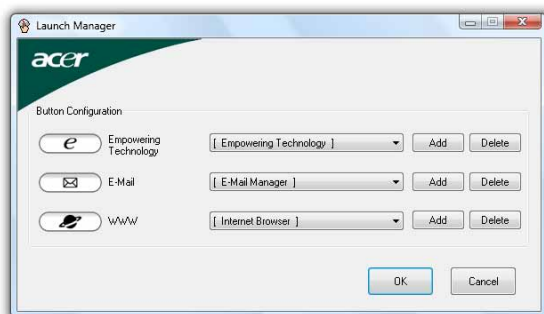 Launch Manager
acer
Button Configuration
e Empowering Technology [ Empowering Technology ] Add Delete
E-Mail [ E-Mail Manager ] Add Delete
WWW [ Internet Browser ] Add Delete
OK Cancel